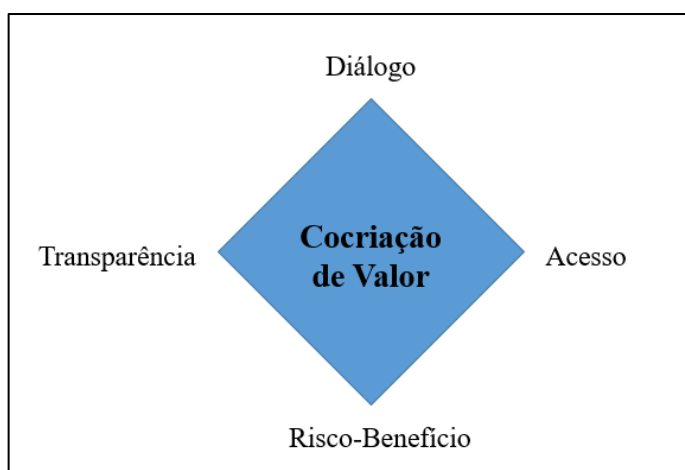 Diálogo
Transparência
Cocriação
de Valor
Acesso
Risco-Benefício